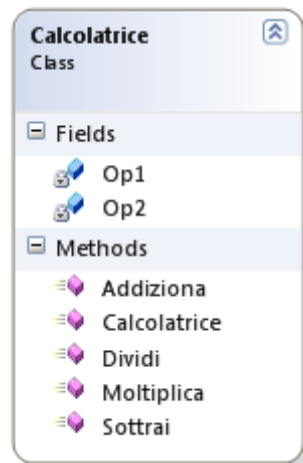 Calcolatrice
Class
Fields
Op1
Op2
Methods
Addiziona
Calcolatrice
Dividi
Moltiplica
Sottrai